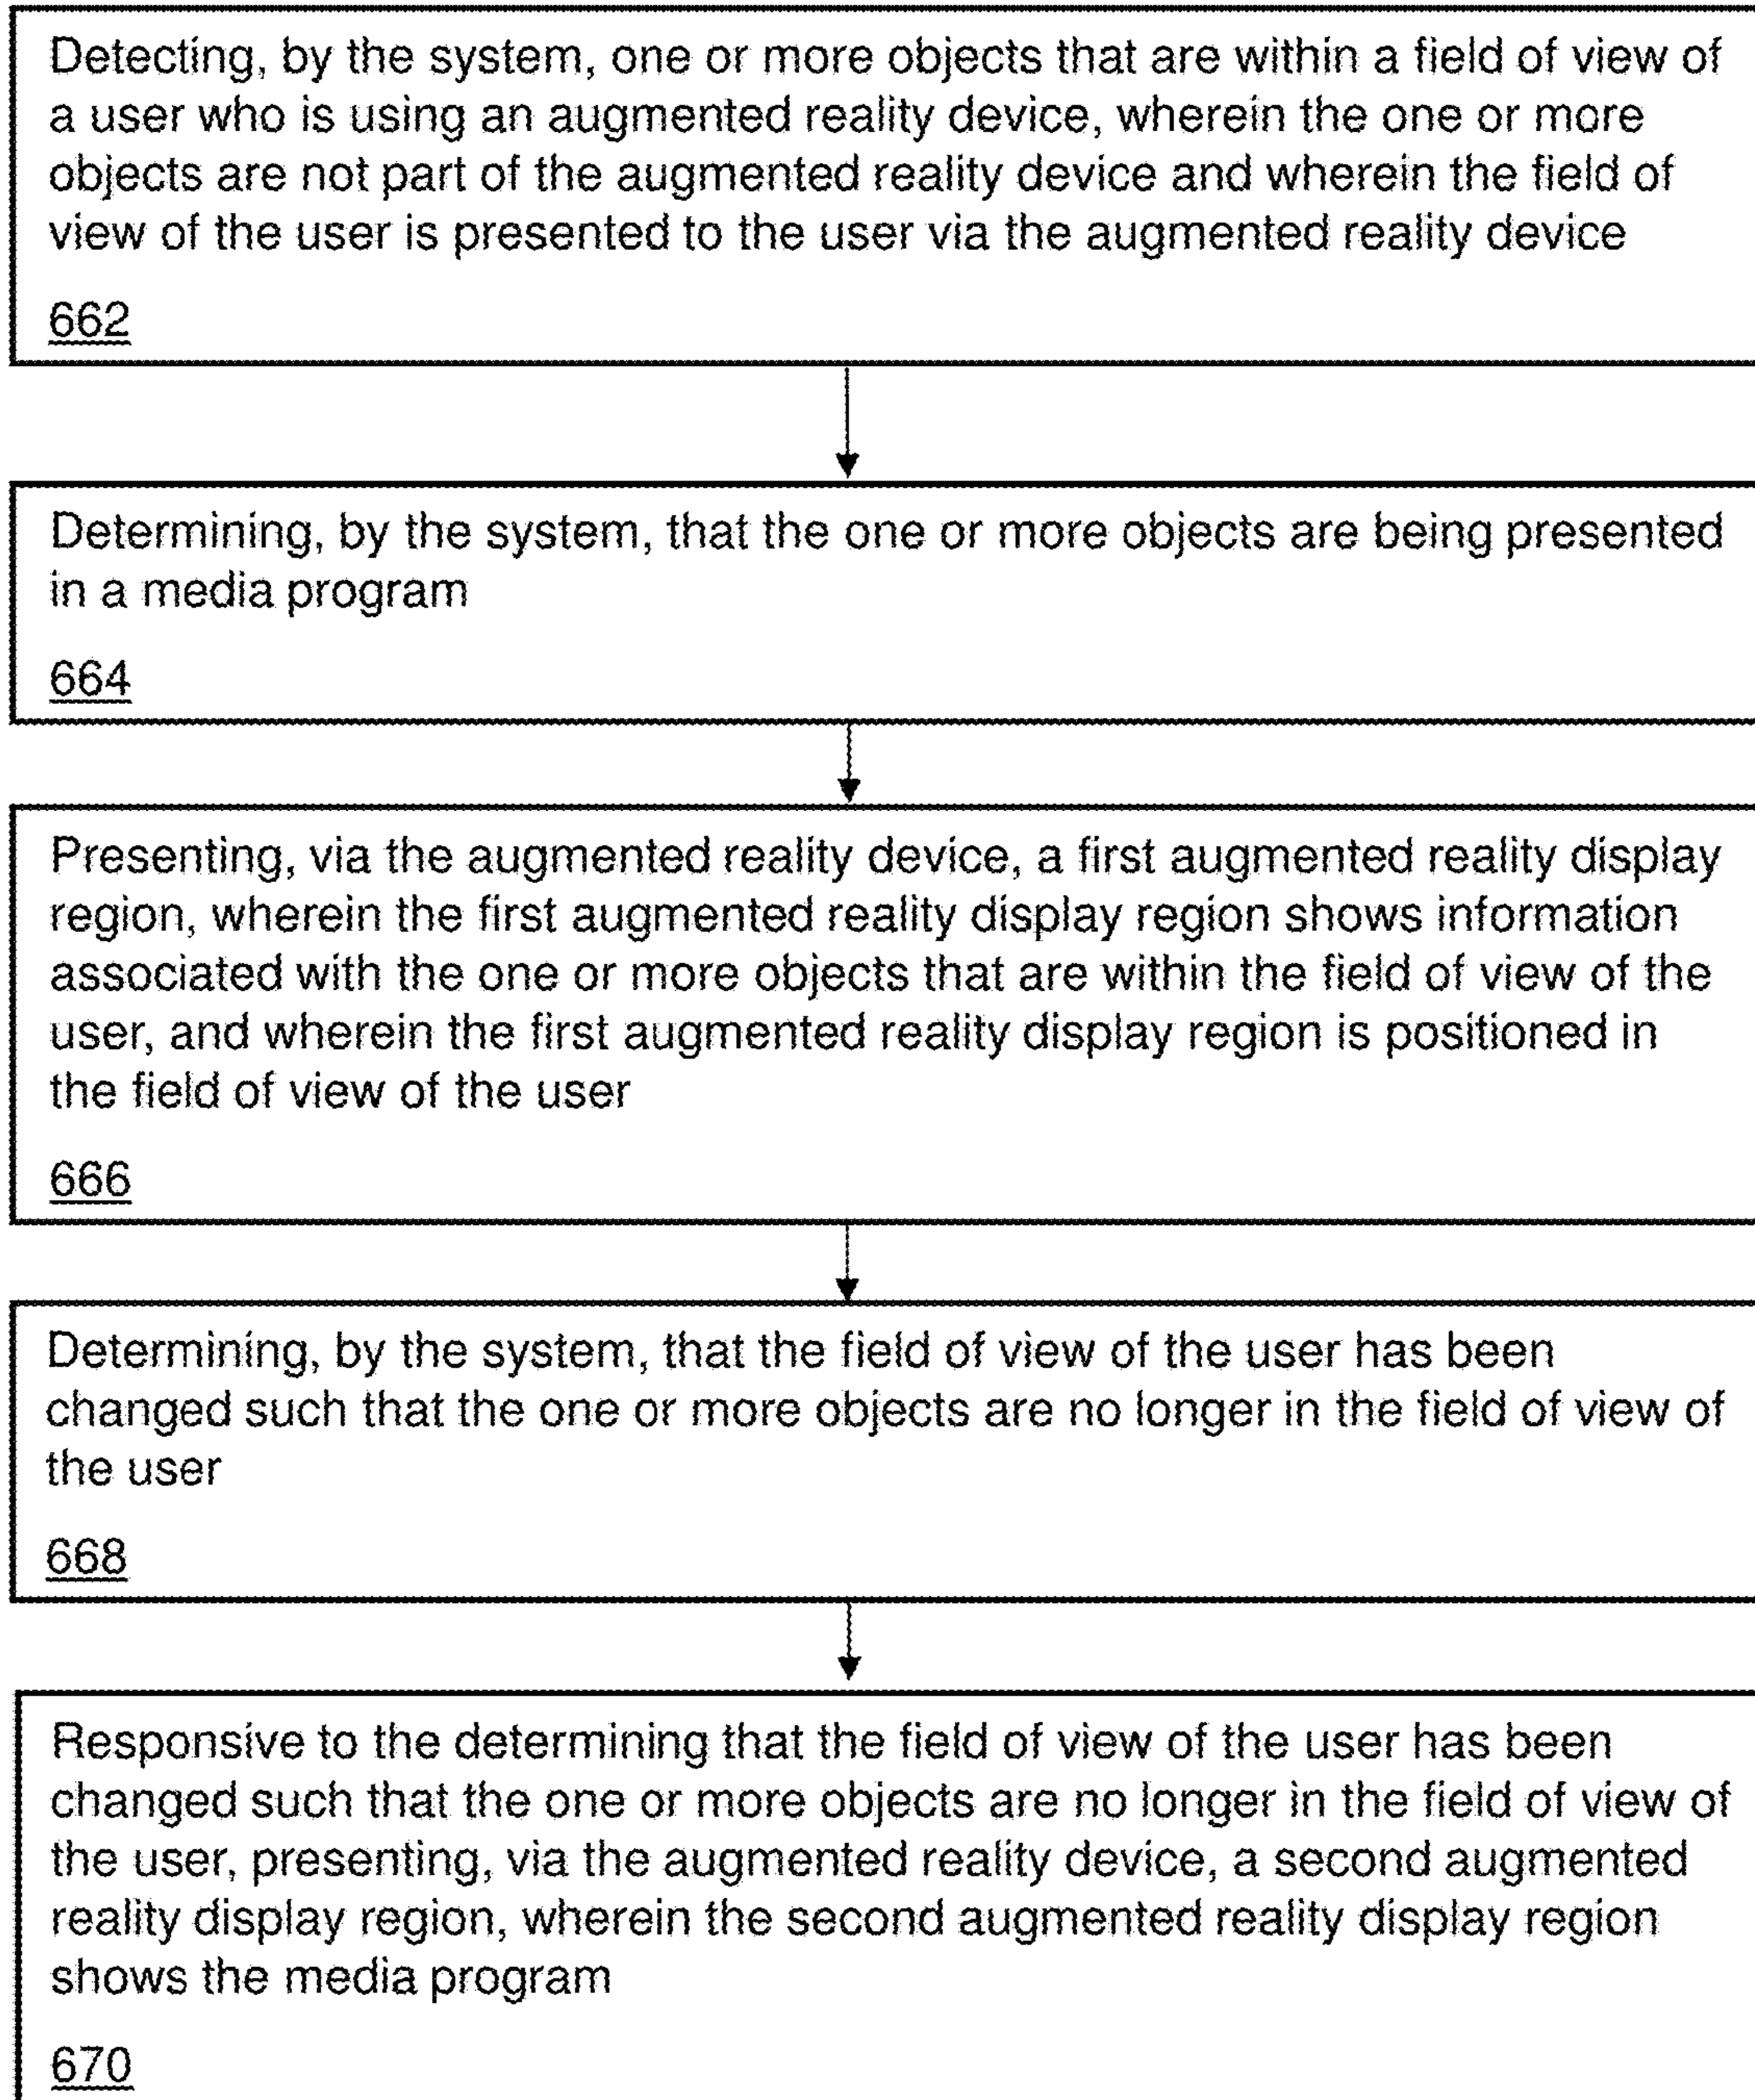 Detecting, by the system, one or more objects that are within a field of view of
a user who is using an augmented reality device, wherein the one or more
objects are not part of the augmented reality device and wherein the field of
view of the user is presented to the user via the augmented reality device
662
Determining, by the system, that the one or more objects are being presented
in a media program
664
Presenting, via the augmented reality device, a first augmented reality display
region, wherein the first augmented reality display region shows information
associated with the one or more objects that are within the field of view of the
user, and wherein the first augmented reality display region is positioned in
the field of view of the user
666
Determining, by the system, that the field of view of the user has been
changed such that the one or more objects are no longer in the field of view of
the user
668
Responsive to the determining that the field of view of the user has been
changed such that the one or more objects are no longer in the field of view of
the user, presenting, via the augmented reality device, a second augmented
reality display region, wherein the second augmented reality display region
shows the media program
670